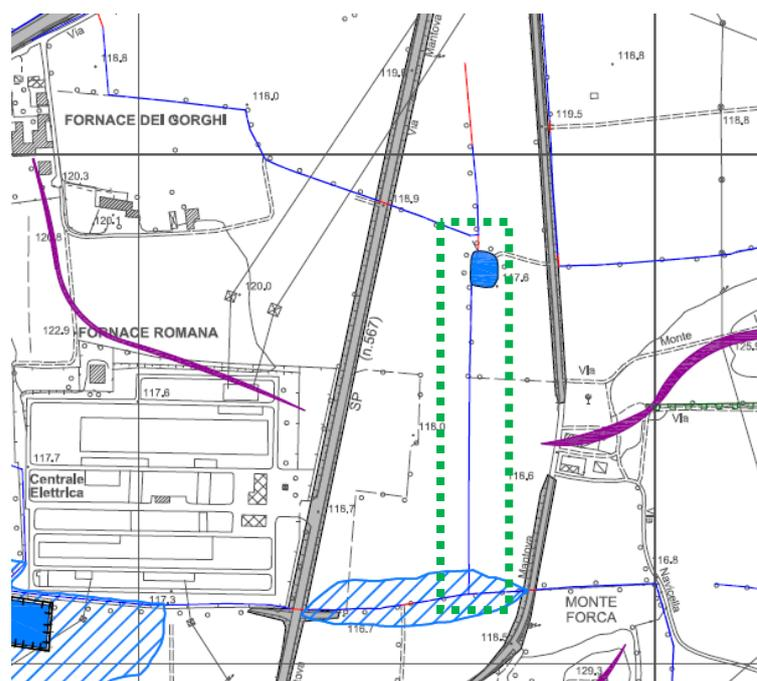 Via
118.8
119.
Mantova
118.8
118.0
119.5
118.8
FORNACE DEI GORGHI
Via
120.3
118.9
120.1
120.8
117.6
120.0
122.9
FORNACE ROMANA
(n.567)
SP
Monte
125.
Via
117.6
118.0
Via
117.7
Centrale
Elettrica
118.6
118.7
Via
Mantova
16.8
Navicella
117.3
MONTE
FORCA
116.7
118.5
129.3